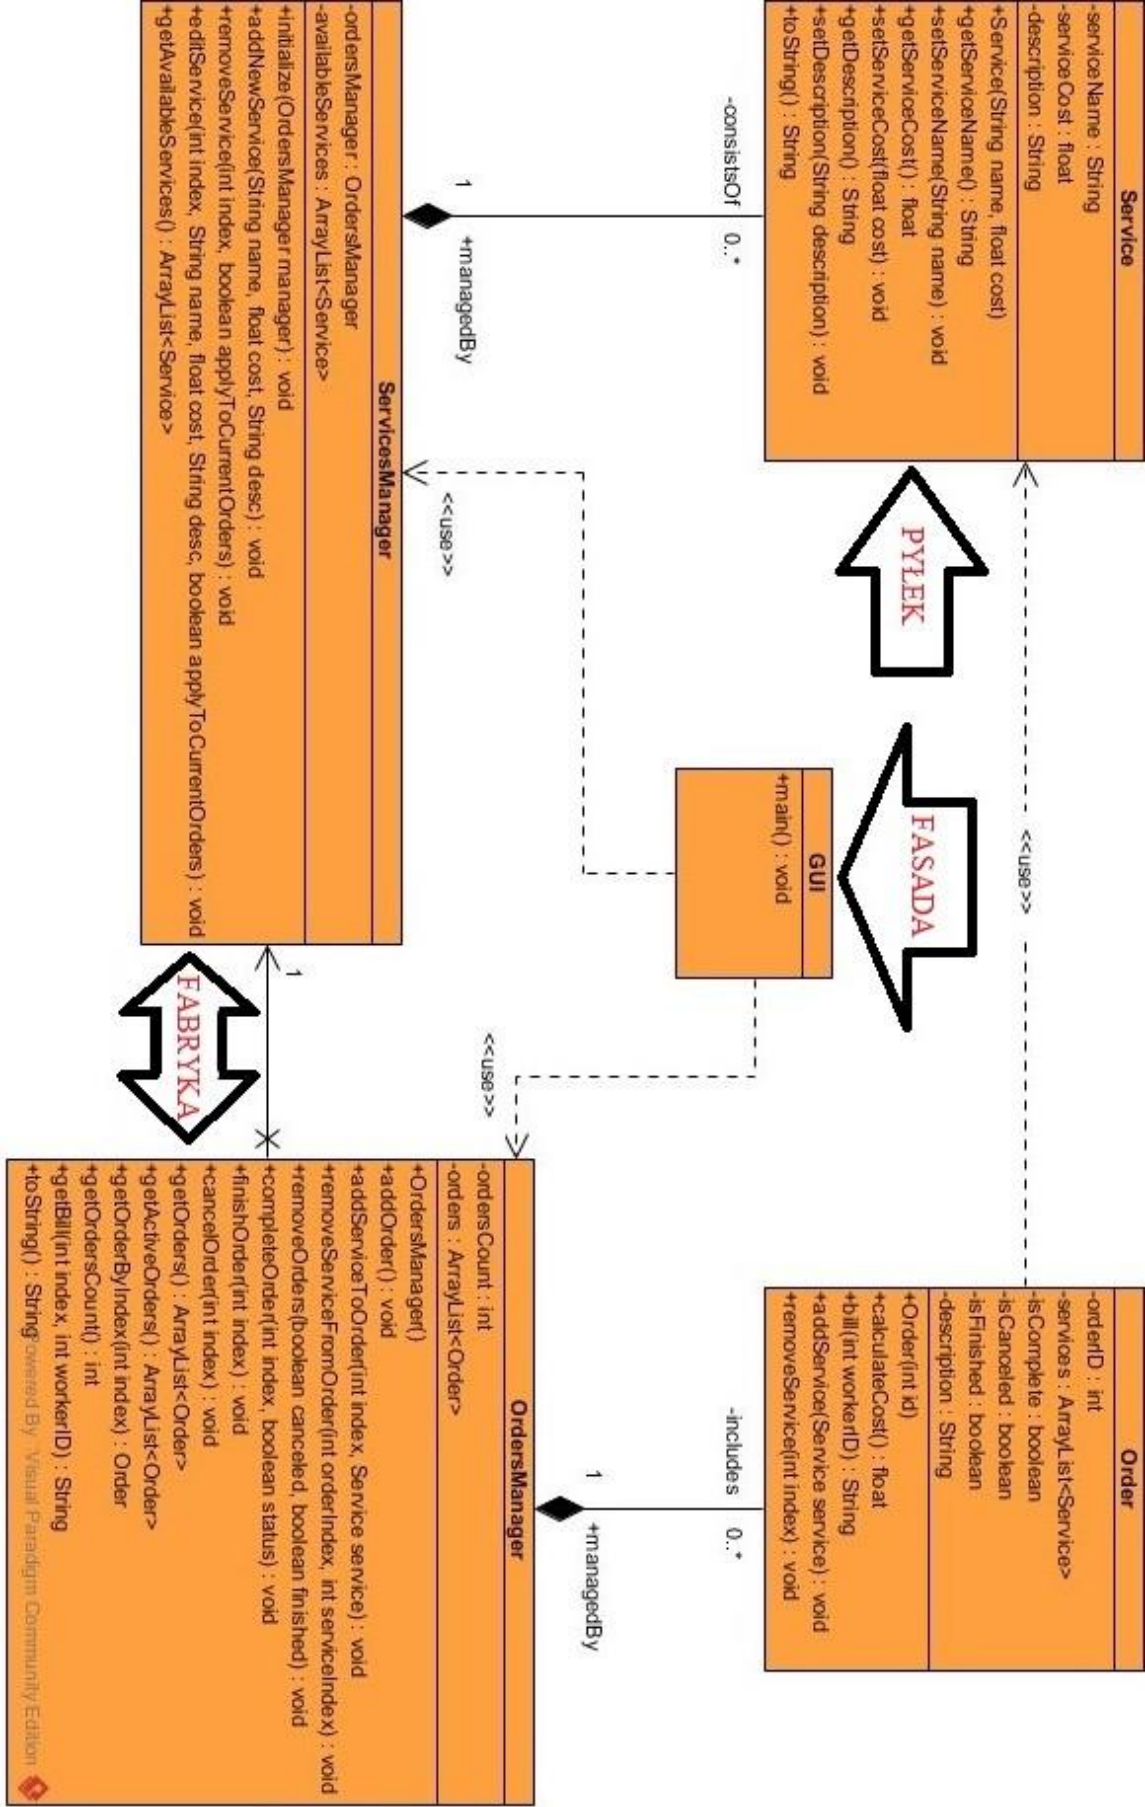 Service
-serviceName : String
-serviceCost : float
-description : String
+Service(String name, float cost)
+getServiceName() : String
+setServiceName(String name) : void
+getServiceCost() : float
+setServiceCost(float cost) : void
+getDescription() : String
+setDescription(String description) : void
+toString() : String
PYŁEK
<<use>>
Order
-orderID : int
-services : ArrayList<Service>
-isComplete : boolean
-isCanceled : boolean
-isFinished : boolean
-description : String
+Order(int id)
+calculateCost() : float
+bill(int workerID) : String
+addService(Service service) : void
+removeService(int index) : void
FASADA
GUI
+main() : void
-consistsOf 0..*
1 +managedBy
<<use>>
<<use>>
-includes 0..*
1 +managedBy
ServicesManager
-ordersManager : OrdersManager
-availableServices : ArrayList<Service>
+initialize(OrdersManager manager) : void
+addNewService(String name, float cost, String desc) : void
+removeService(int index, boolean applyToCurrentOrders) : void
+editService(int index, String name, float cost, String desc, boolean applyToCurrentOrders) : void
+getAvailableServices() : ArrayList<Service>
1
FABRYKA
OrdersManager
-ordersCount : int
-orders : ArrayList<Order>
+OrdersManager()
+addOrder() : void
+addServiceToOrder(int index, Service service) : void
+removeServiceFromOrder(int orderIndex, int serviceIndex) : void
+removeOrders(boolean canceled, boolean finished) : void
+completeOrder(int index, boolean status) : void
+finishOrder(int index) : void
+cancelOrder(int index) : void
+getOrders() : ArrayList<Order>
+getActiveOrders() : ArrayList<Order>
+getOrderByIndex(int index) : Order
+getOrdersCount() : int
+getBill(int index, int workerID) : String
+toString() : String
Powered By Visual Paradigm Community Edition